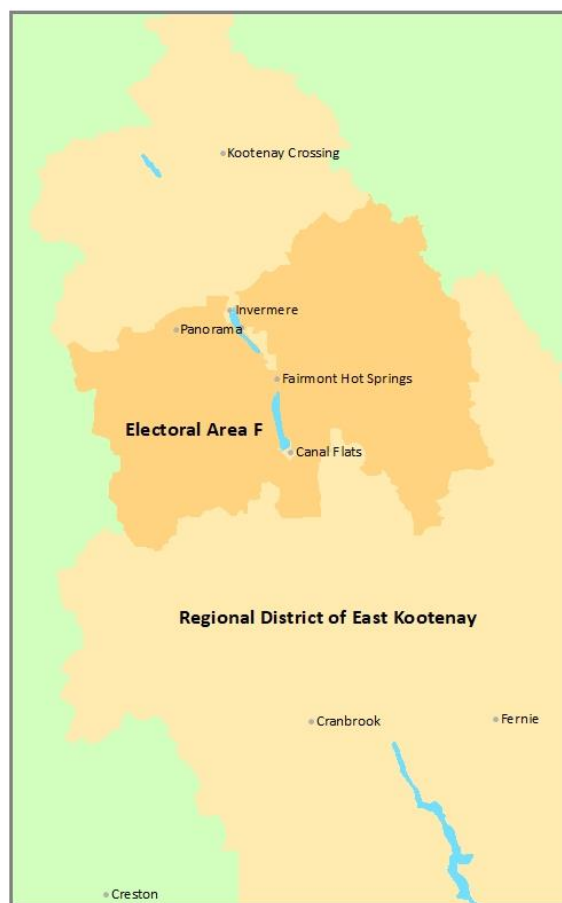 Kootenay Crossing
Invermere
Panorama
Fairmont Hot Springs
Electoral Area F
Canal Flats
Regional District of East Kootenay
Cranbrook
Fernie
Creston